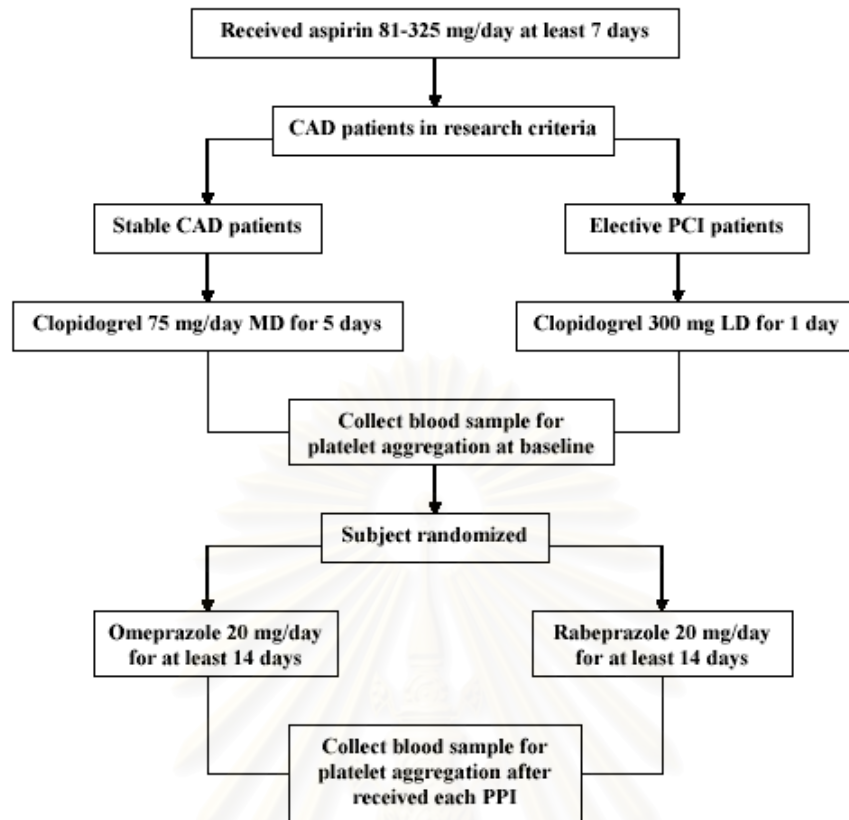 Received aspirin 81-325 mg/day at least 7 days
CAD patients in research criteria
Stable CAD patients
Elective PCI patients
Clopidogrel 75 mg/day MD for 5 days
Clopidogrel 300 mg LD for 1 day
Collect blood sample for
platelet aggregation at baseline
Subject randomized
Omeprazole 20 mg/day
for at least 14 days
Rabeprazole 20 mg/day
for at least 14 days
Collect blood sample for
platelet aggregation after
received each PPI